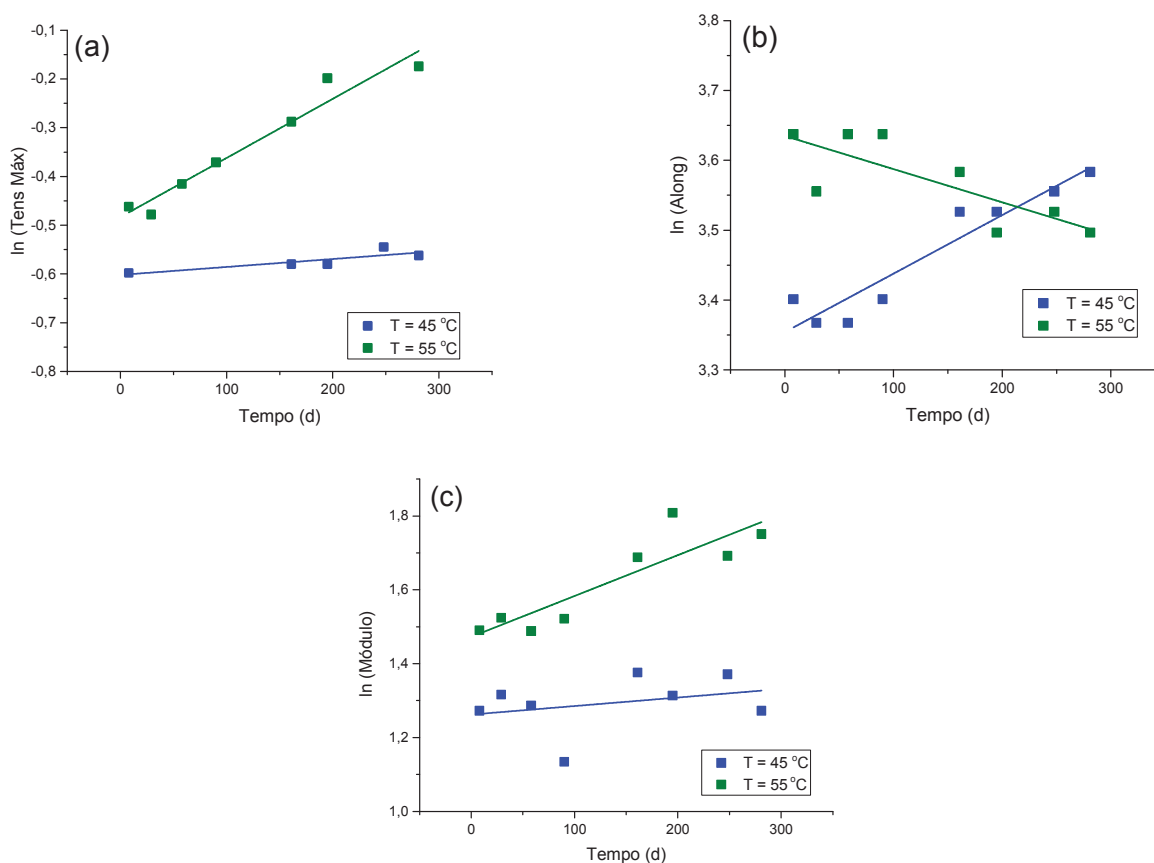 (a)
ln (Tens Máx)
-0,1
-0,2
-0,3
-0,4
-0,5
-0,6
-0,7
-0,8
0
100
200
300
Tempo (d)
T = 45 °C
T = 55 °C
(b)
ln (Along)
3,8
3,7
3,6
3,5
3,4
3,3
0
100
200
300
Tempo (d)
T = 45 °C
T = 55 °C
(c)
ln (Módulo)
1,8
1,6
1,4
1,2
1,0
0
100
200
300
Tempo (d)
T = 45 °C
T = 55 °C